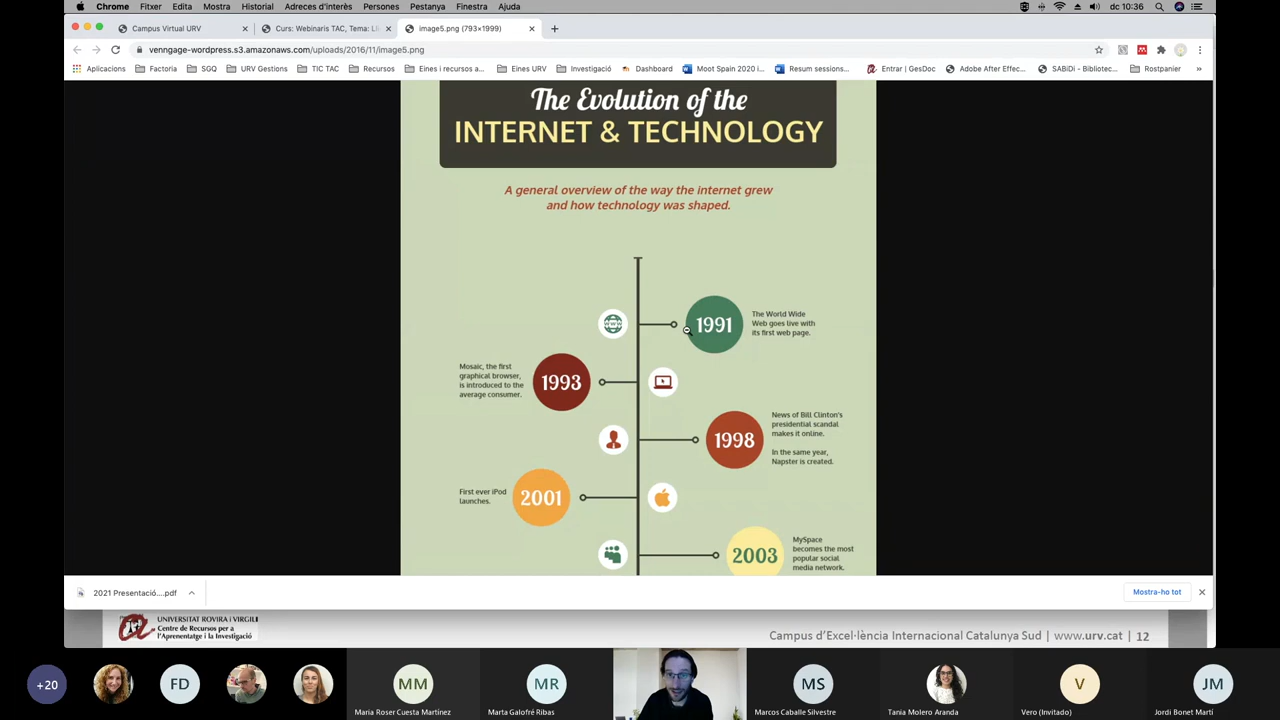 Chrome Fitxer Edita Mostra Historial Adreces d'interès Persones Pestanya Finestra Ajuda dc 10:36
Campus Virtual URV Curs: Webinaris TAC, Tema: Ll image5.png (793×1999)
venngage-wordpress.s3.amazonaws.com/uploads/2016/11/image5.png
Aplicacions Factoria SGQ URV Gestions TIC TAC Recursos Eines i recursos a... Eines URV Investigació Dashboard Moot Spain 2020 i... Resum sessions... Entrar | GesDoc Adobe After Effec... SABiDi - Bibliotec... Rostpanier »
The Evolution of the
INTERNET & TECHNOLOGY
A general overview of the way the internet grew
and how technology was shaped.
WWW
1991
The World Wide
Web goes live with
its first web page.
Mosaic, the first
graphical browser,
is introduced to the
average consumer.
1993
1998
News of Bill Clinton's
presidential scandal
makes it online.
In the same year,
Napster is created.
First ever iPod
launches.
2001
2003
MySpace
becomes the most
popular social
media network.
2021 Presentació....pdf
Mostra-ho tot
UNIVERSITAT ROVIRA I VIRGILI
Centre de Recursos per a
l'Aprenentatge i la Investigació
Campus d'Excel·lència Internacional Catalunya Sud | www.urv.cat | 12
+20 FD MM MR MS V JM
Maria Roser Cuesta Martínez Marta Galofré Ribas Marcos Caballe Silvestre Tania Molero Aranda Vero (Invitado) Jordi Bonet Martí